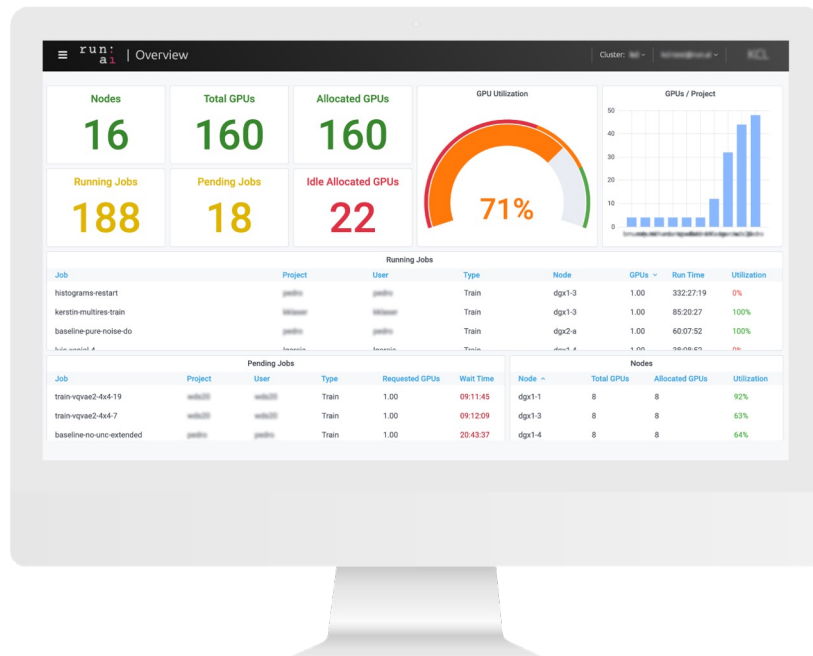 run: ai | Overview
Cluster:
Nodes
16
Total GPUs
160
Allocated GPUs
160
Running Jobs
188
Pending Jobs
18
Idle Allocated GPUs
22
GPU Utilization
71%
GPUs / Project
50
40
30
20
10
0
Running Jobs
Job Project User Type Node GPUs Run Time Utilization
histograms-restart Train dgx1-3 1.00 332:27:19 0%
kerstin-multires-train Train dgx1-3 1.00 85:20:27 100%
baseline-pure-noise-do Train dgx2-a 1.00 60:07:52 100%
Pending Jobs
Job Project User Type Requested GPUs Wait Time
train-vqvae2-4x4-19 Train 1.00 09:11:45
train-vqvae2-4x4-7 Train 1.00 09:12:09
baseline-no-unc-extended Train 1.00 20:43:37
Nodes
Node Total GPUs Allocated GPUs Utilization
dgx1-1 8 8 92%
dgx1-3 8 8 63%
dgx1-4 8 8 64%